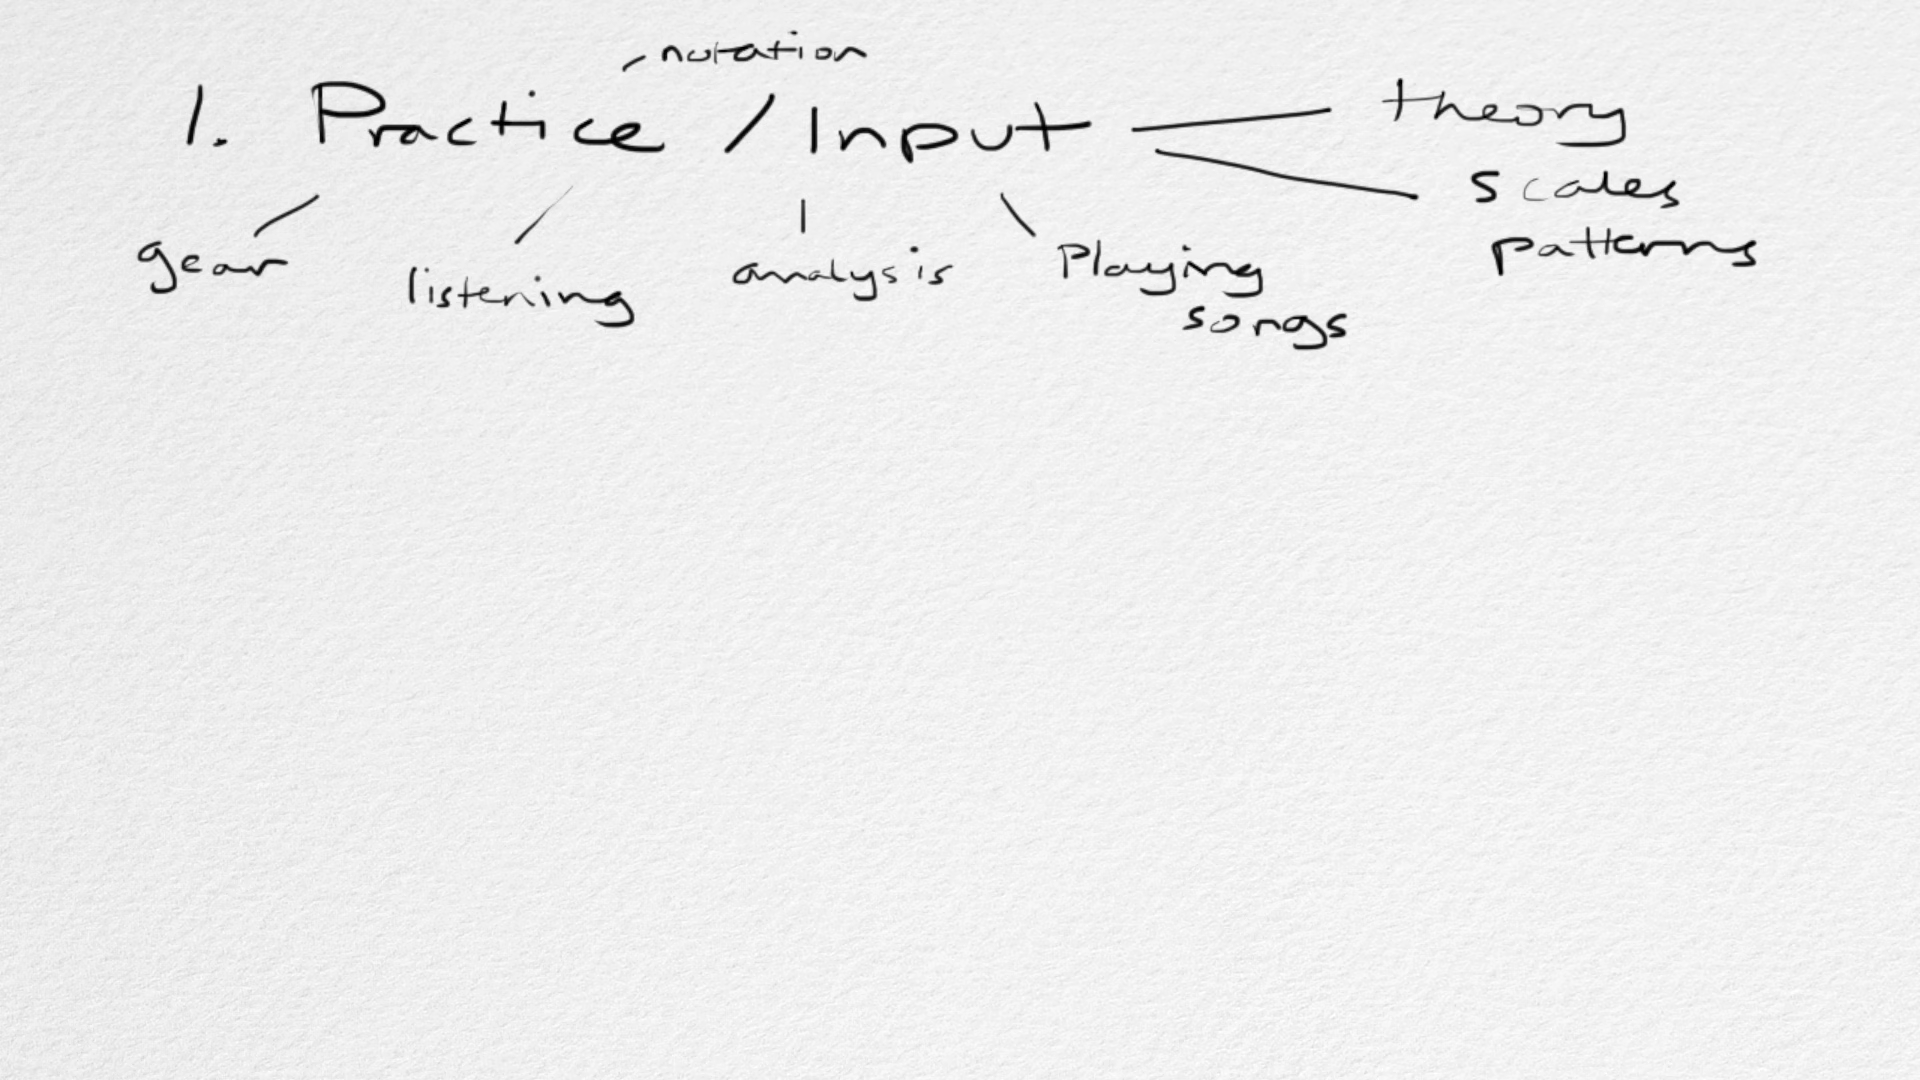 notation
1. Practice / Input
theory
scales
patterns
gear
listening
analysis
Playing
songs